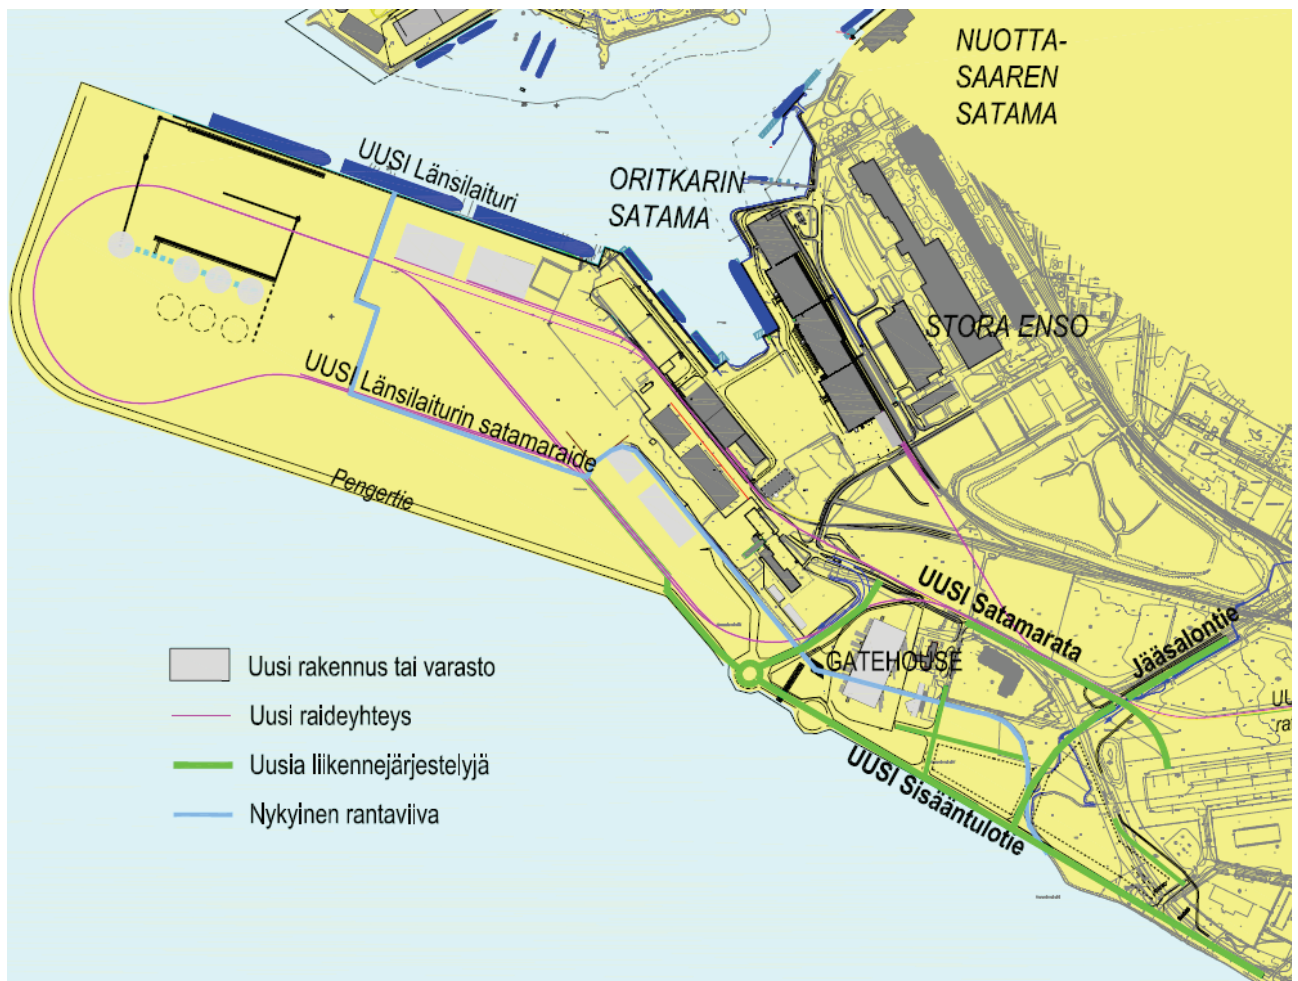 NUOTTA-
SAAREN
SATAMA
UUSI Länsilaituri
ORITKARIN
SATAMA
STORA ENSO
UUSI Länsilaiturin satamaraide
Pengertie
UUSI Satamarata
Jääsalontie
GATEHOUSE
UUSI Sisääntulotie
Uusi rakennus tai varasto
Uusi raideyhteys
Uusia liikennejärjestelyjä
Nykyinen rantaviiva